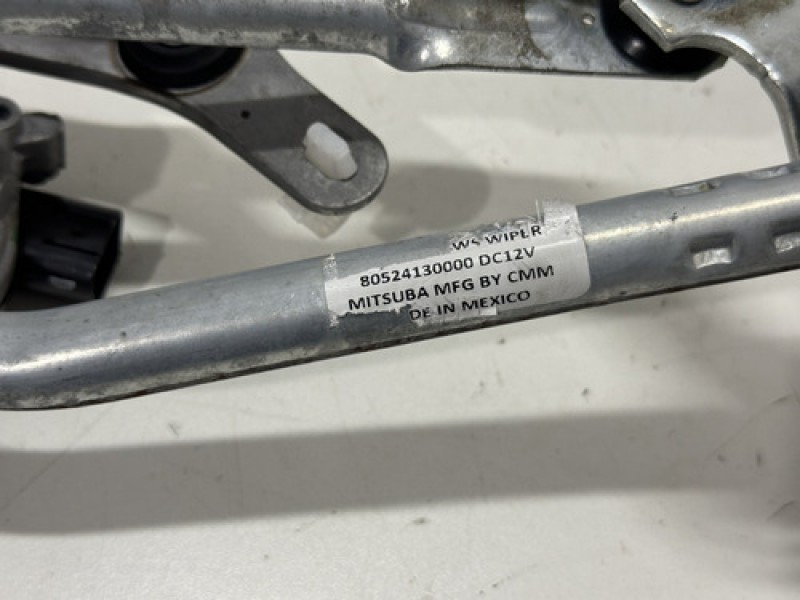 WS WIPER
80524130000 DC12V
MITSUBA MFG BY CMM
DE IN MEXICO